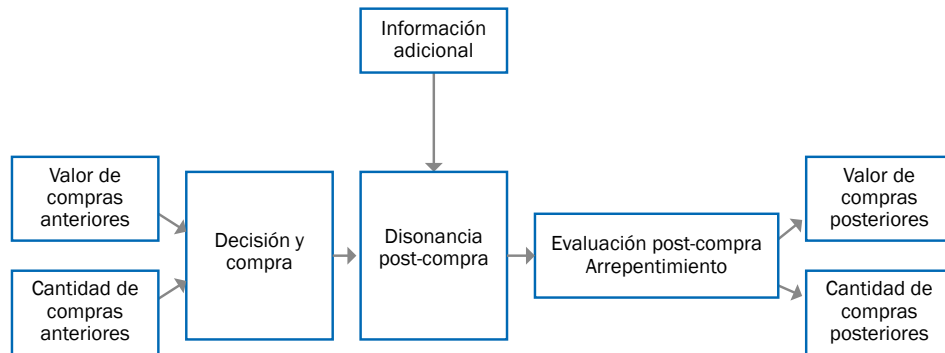 Información
adicional
Valor de
compras
anteriores
Cantidad de
compras
anteriores
Decisión y
compra
Disonancia
post-compra
Evaluación post-compra
Arrepentimiento
Valor de
compras
posteriores
Cantidad de
compras
posteriores